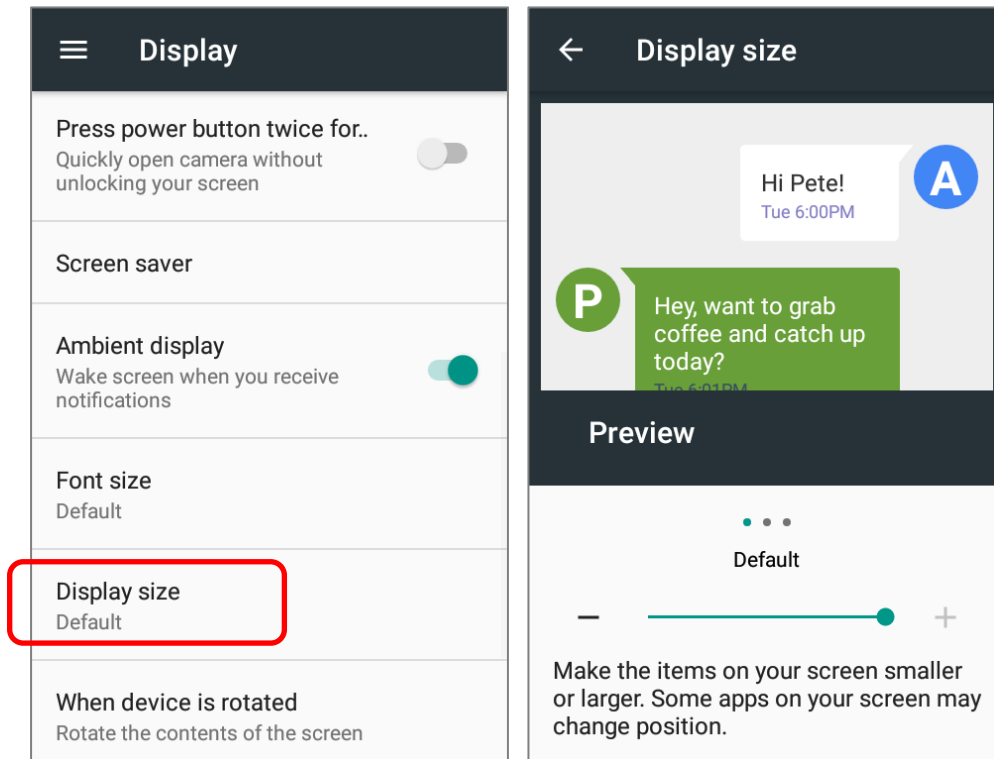 Display
Press power button twice for..
Quickly open camera without
unlocking your screen
Screen saver
Ambient display
Wake screen when you receive
notifications
Font size
Default
Display size
Default
When device is rotated
Rotate the contents of the screen
Display size
Hi Pete!
Tue 6:00PM
A
P
Hey, want to grab
coffee and catch up
today?
Tue 6:01PM
Preview
Default
Make the items on your screen smaller
or larger. Some apps on your screen may
change position.